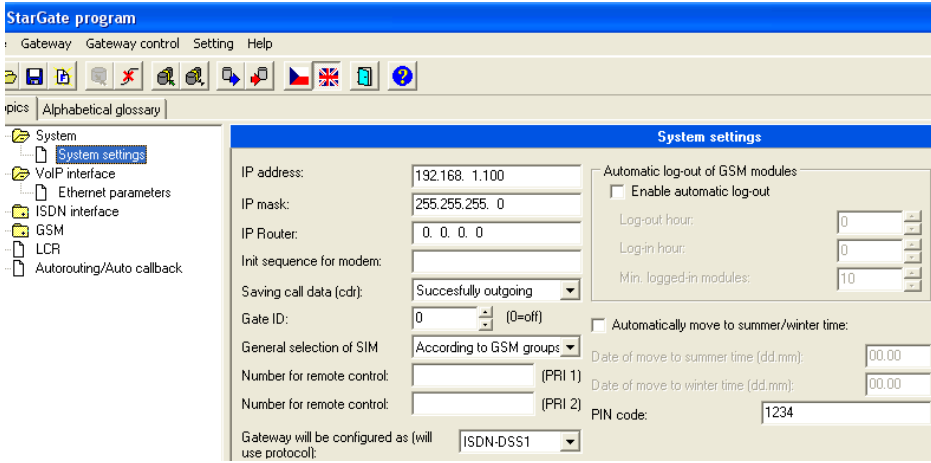 StarGate program
Gateway Gateway control Setting Help
Alphabetical glossary
System
System settings
VoIP interface
Ethernet parameters
ISDN interface
GSM
LCR
Autorouting/Auto callback
System settings
IP address: 192.168. 1.100
IP mask: 255.255.255. 0
IP Router: 0. 0. 0. 0
Init sequence for modem:
Saving call data (cdr): Succesfully outgoing
Gate ID: 0 (0=off)
General selection of SIM According to GSM groups
Number for remote control: (PRI 1)
Number for remote control: (PRI 2)
Gateway will be configured as (will
use protocol): ISDN-DSS1
Automatic log-out of GSM modules
Enable automatic log-out
Log-out hour: 0
Log-in hour: 0
Min. logged-in modules: 10
Automatically move to summer/winter time:
Date of move to summer time (dd.mm): 00.00
Date of move to winter time (dd.mm): 00.00
PIN code: 1234